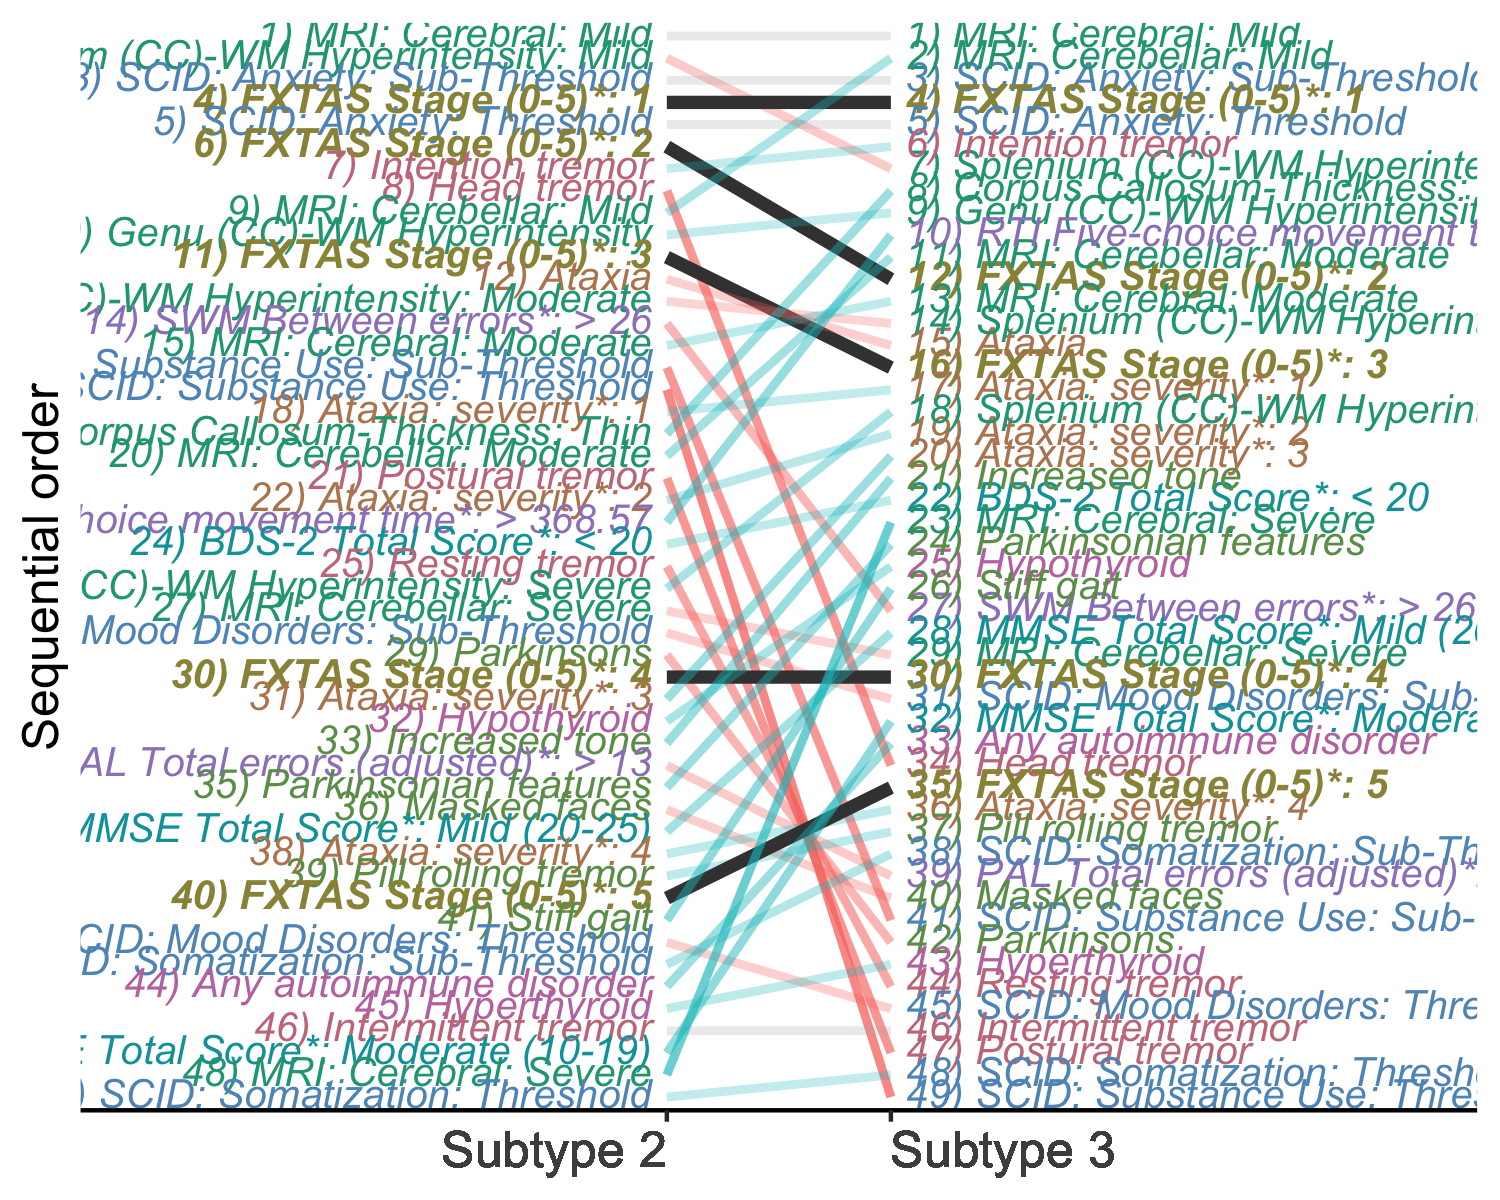 Sequential order
1) MRI: Cerebral: Mild
m (CC)-WM Hyperintensity: Mild
3) SCID: Anxiety: Sub-Threshold
4) FXTAS Stage (0-5)*: 1
5) SCID: Anxiety: Threshold
6) FXTAS Stage (0-5)*: 2
7) Intention tremor
8) Head tremor
9) MRI: Cerebellar: Mild
) Genu (CC)-WM Hyperintensity
11) FXTAS Stage (0-5)*: 3
12) Ataxia
C)-WM Hyperintensity: Moderate
14) SWM Between errors*: > 26
15) MRI: Cerebral: Moderate
Substance Use: Sub-Threshold
SCID: Substance Use: Threshold
18) Ataxia: severity*: 1
orpus Callosum-Thickness: Thin
20) MRI: Cerebellar: Moderate
21) Postural tremor
22) Ataxia: severity*: 2
hoice movement time*: > 368.57
24) BDS-2 Total Score*: < 20
25) Resting tremor
(CC)-WM Hyperintensity: Severe
27) MRI: Cerebellar: Severe
Mood Disorders: Sub-Threshold
29) Parkinsons
30) FXTAS Stage (0-5)*: 4
31) Ataxia: severity*: 3
32) Hypothyroid
33) Increased tone
AL Total errors (adjusted)*: > 13
35) Parkinsonian features
36) Masked faces
MMSE Total Score*: Mild (20-25)
38) Ataxia: severity*: 4
39) Pill rolling tremor
40) FXTAS Stage (0-5)*: 5
41) Stiff gait
CID: Mood Disorders: Threshold
D: Somatization: Sub-Threshold
44) Any autoimmune disorder
45) Hyperthyroid
46) Intermittent tremor
E Total Score*: Moderate (10-19)
48) MRI: Cerebral: Severe
) SCID: Somatization: Threshold
1) MRI: Cerebral: Mild
2) MRI: Cerebellar: Mild
3) SCID: Anxiety: Sub-Threshold
4) FXTAS Stage (0-5)*: 1
5) SCID: Anxiety: Threshold
6) Intention tremor
7) Splenium (CC)-WM Hyperinte
8) Corpus Callosum-Thickness:
9) Genu (CC)-WM Hyperintensit
10) RTI Five-choice movement t
11) MRI: Cerebellar: Moderate
12) FXTAS Stage (0-5)*: 2
13) MRI: Cerebral: Moderate
14) Splenium (CC)-WM Hyperint
15) Ataxia
16) FXTAS Stage (0-5)*: 3
17) Ataxia: severity*: 1
18) Splenium (CC)-WM Hyperint
19) Ataxia: severity*: 2
20) Ataxia: severity*: 3
21) Increased tone
22) BDS-2 Total Score*: < 20
23) MRI: Cerebral: Severe
24) Parkinsonian features
25) Hypothyroid
26) Stiff gait
27) SWM Between errors*: > 26
28) MMSE Total Score*: Mild (20
29) MRI: Cerebellar: Severe
30) FXTAS Stage (0-5)*: 4
31) SCID: Mood Disorders: Sub-
32) MMSE Total Score*: Modera
33) Any autoimmune disorder
34) Head tremor
35) FXTAS Stage (0-5)*: 5
36) Ataxia: severity*: 4
37) Pill rolling tremor
38) SCID: Somatization: Sub-Th
39) PAL Total errors (adjusted)*:
40) Masked faces
41) SCID: Substance Use: Sub-
42) Parkinsons
43) Hyperthyroid
44) Resting tremor
45) SCID: Mood Disorders: Thre
46) Intermittent tremor
47) Postural tremor
48) SCID: Somatization: Thresh
49) SCID: Substance Use: Thres
Subtype 2
Subtype 3